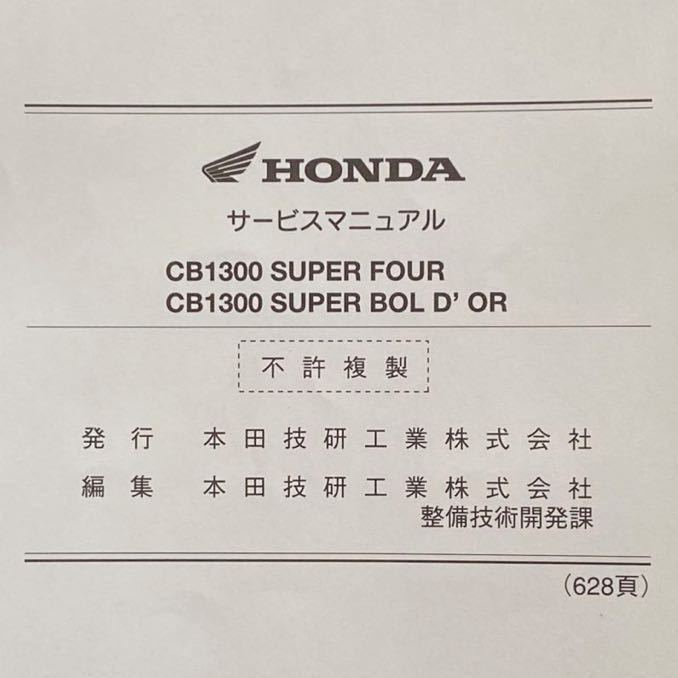 HONDA
サービスマニュアル
CB1300 SUPER FOUR
CB1300 SUPER BOL D' OR
不許複製
発行 本田技研工業株式会社
編集 本田技研工業株式会社
整備技術開発課
（628頁）